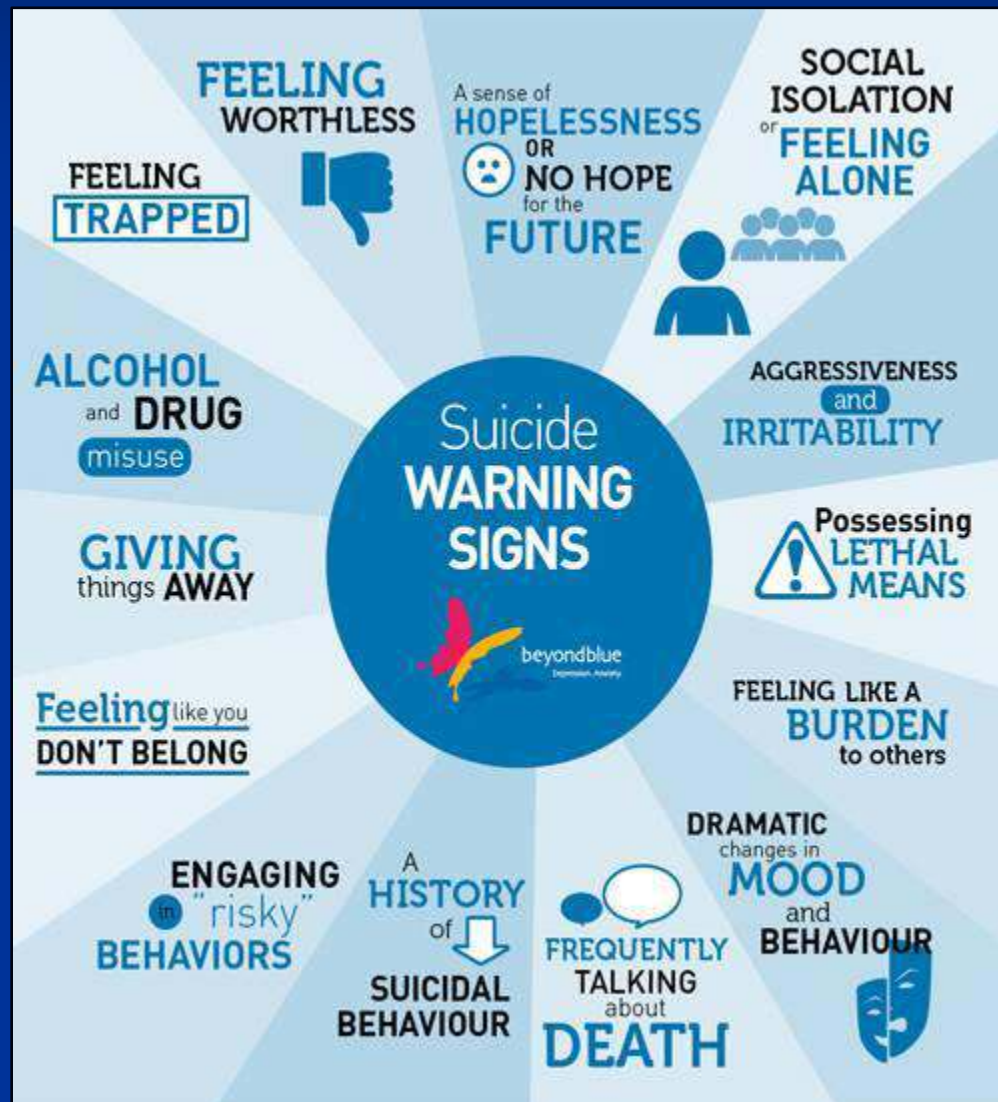 Suicide
WARNING
SIGNS
beyondblue
Depression. Anxiety.
FEELING
TRAPPED
FEELING
WORTHLESS
A sense of
HOPELESSNESS
OR
NO HOPE
for the
FUTURE
SOCIAL
ISOLATION
or FEELING
ALONE
AGGRESSIVENESS
and
IRRITABILITY
Possessing
LETHAL
MEANS
FEELING LIKE A
BURDEN
to others
DRAMATIC
changes in
MOOD
and
BEHAVIOUR
FREQUENTLY
TALKING
about
DEATH
A
HISTORY
of
SUICIDAL
BEHAVIOUR
ENGAGING
in "risky"
BEHAVIORS
Feeling like you
DON'T BELONG
GIVING
things AWAY
ALCOHOL
and DRUG
misuse